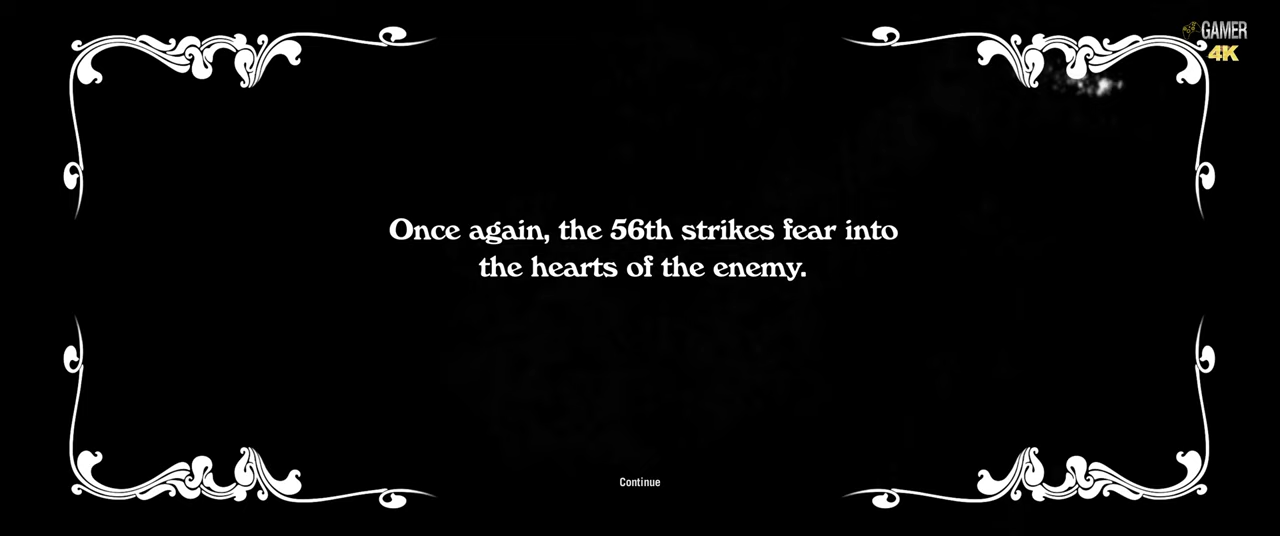 GAMER
4K
Once again, the 56th strikes fear into
the hearts of the enemy.
Continue